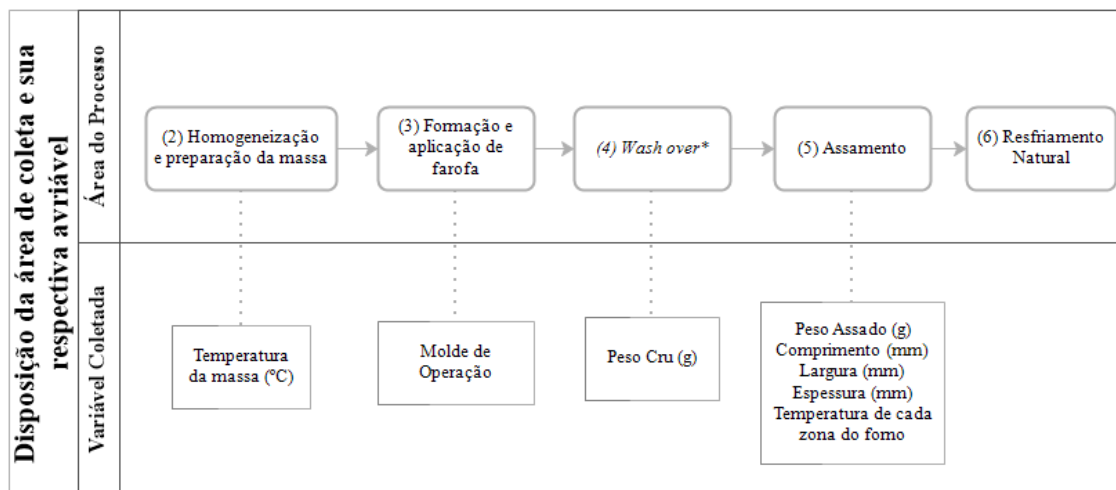 Disposição da área de coleta e sua
respectiva avriável
Área do Processo
(2) Homogeneização
e preparação da massa
(3) Formação e
aplicação de
farofa
(4) Wash over*
(5) Assamento
(6) Resfriamento
Natural
Variável Coletada
Temperatura
da massa (ºC)
Molde de
Operação
Peso Cru (g)
Peso Assado (g)
Comprimento (mm)
Largura (mm)
Espessura (mm)
Temperatura de cada
zona do forno